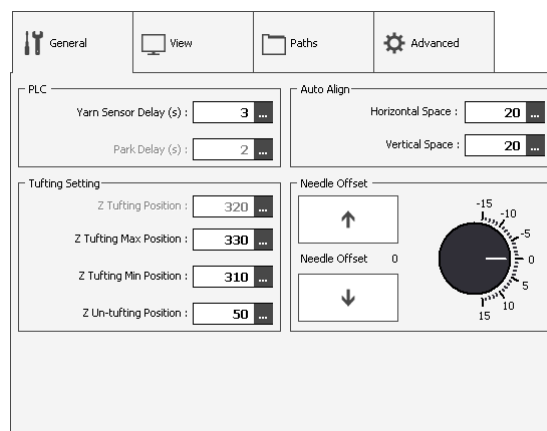 General
View
Paths
Advanced
PLC
Yarn Sensor Delay (s) : 3 ...
Park Delay (s) : 2 ...
Auto Align
Horizontal Space : 20 ...
Vertical Space : 20 ...
Tufting Setting
Z Tufting Position : 320 ...
Z Tufting Max Position : 330 ...
Z Tufting Min Position : 310 ...
Z Un-tufting Position : 50 ...
Needle Offset
Needle Offset 0
-15
-10
-5
0
5
10
15